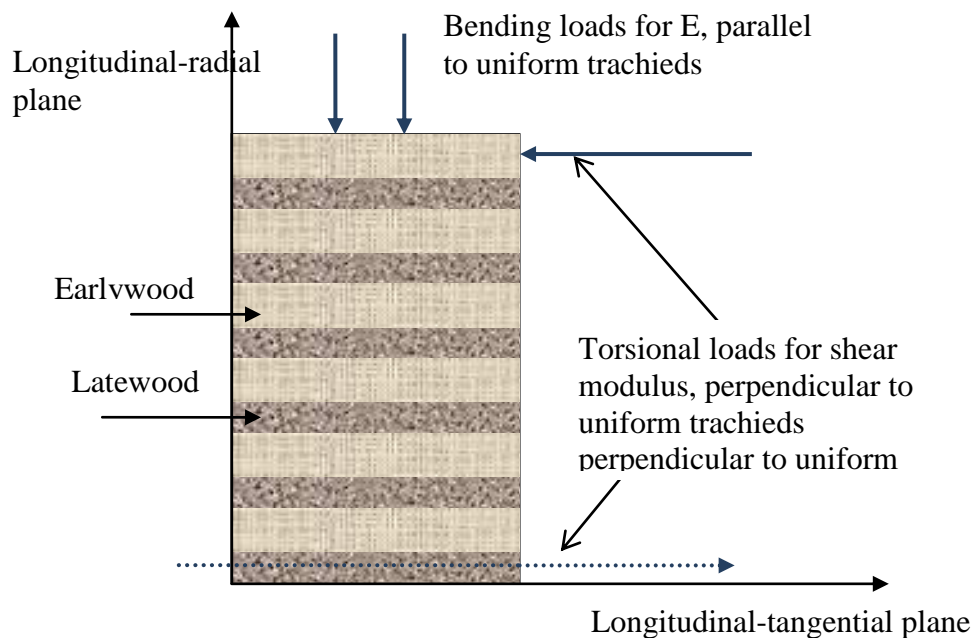 Bending loads for E, parallel
to uniform trachieds
Longitudinal-radial
plane
Earlvwood
Latewood
Torsional loads for shear
modulus, perpendicular to
uniform trachieds
perpendicular to uniform
Longitudinal-tangential plane